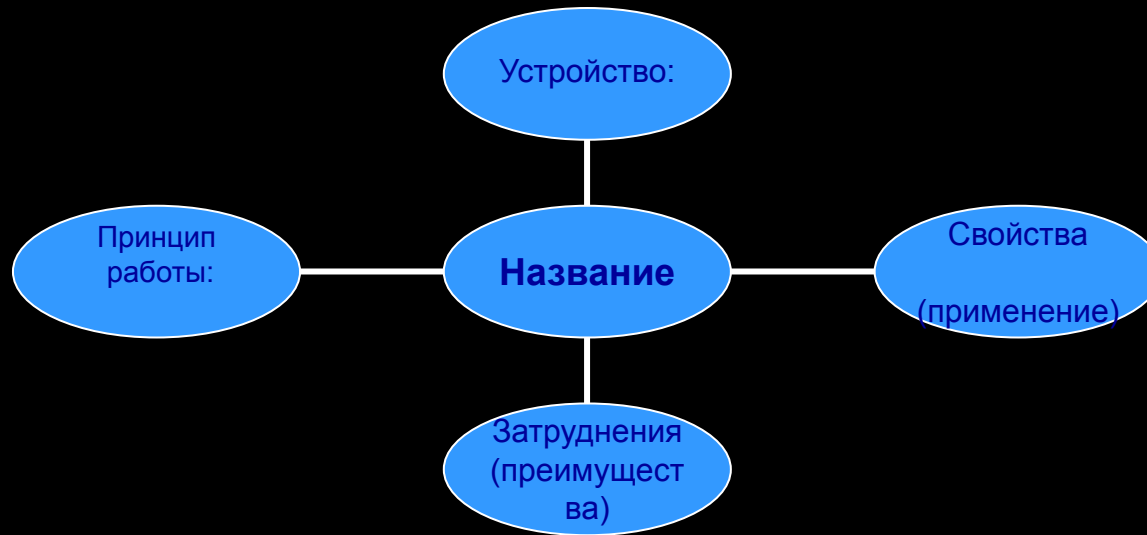 Устройство:
Принцип
работы:
Название
Свойства
(применение)
Затруднения
(преимущест
ва)